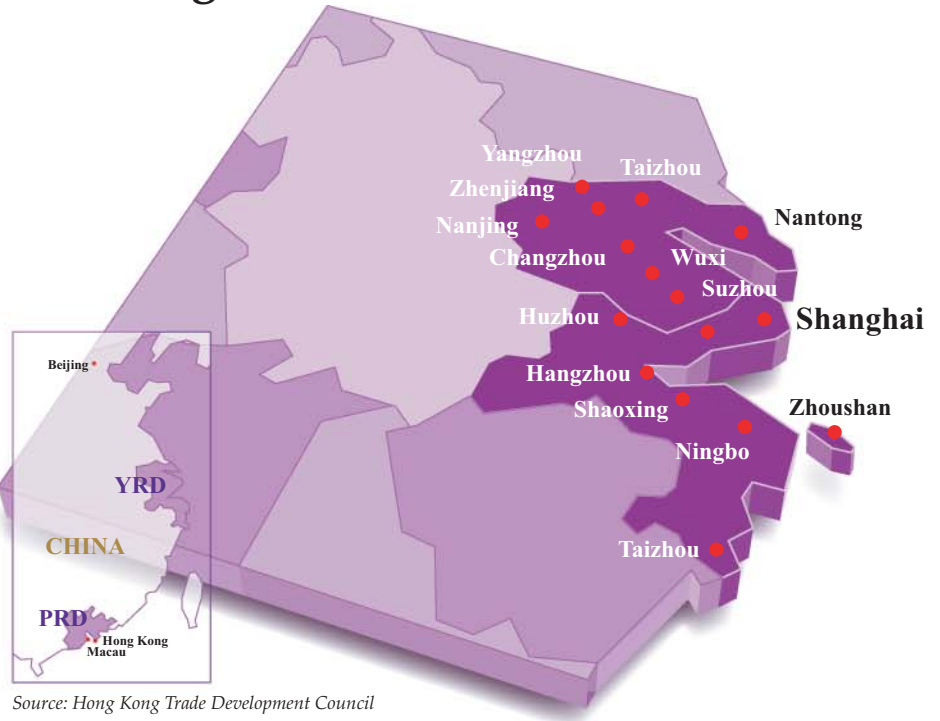 Yangzhou
Taizhou
Zhenjiang
Nanjing
Nantong
Changzhou
Wuxi
Suzhou
Huzhou
Shanghai
Hangzhou
Shaoxing
Zhoushan
Ningbo
Taizhou
Beijing
YRD
CHINA
PRD
Hong Kong
Macau
Source: Hong Kong Trade Development Council